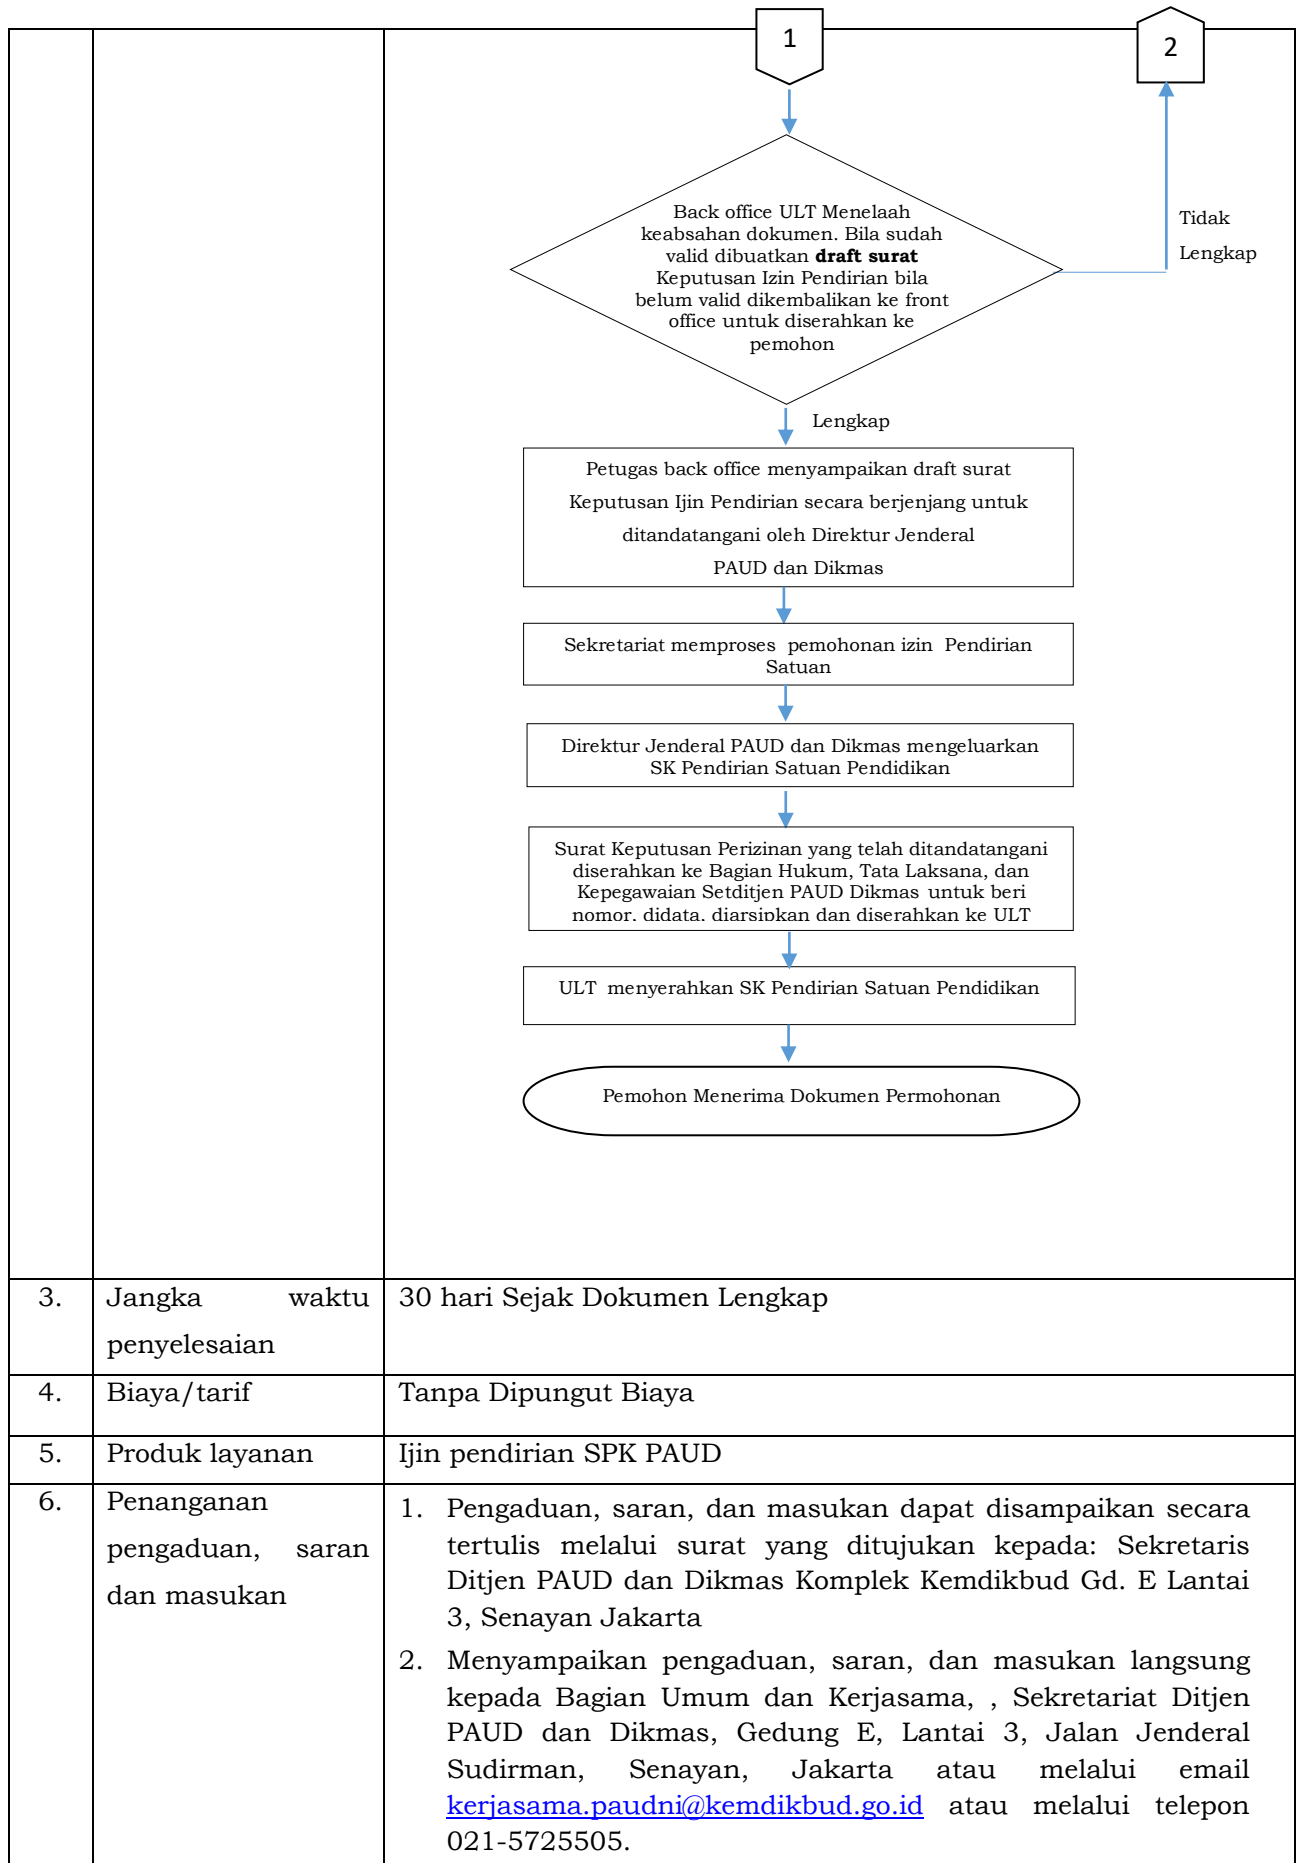 1
2
Back office ULT Menelaah
keabsahan dokumen. Bila sudah
valid dibuatkan draft surat
Keputusan Izin Pendirian bila
belum valid dikembalikan ke front
office untuk diserahkan ke
pemohon
Tidak
Lengkap
Lengkap
Petugas back office menyampaikan draft surat
Keputusan Ijin Pendirian secara berjenjang untuk
ditandatangani oleh Direktur Jenderal
PAUD dan Dikmas
Sekretariat memproses pemohonan izin Pendirian
Satuan
Direktur Jenderal PAUD dan Dikmas mengeluarkan
SK Pendirian Satuan Pendidikan
Surat Keputusan Perizinan yang telah ditandatangani
diserahkan ke Bagian Hukum, Tata Laksana, dan
Kepegawaian Setditjen PAUD Dikmas untuk beri
nomor, didata, diarsipkan dan diserahkan ke ULT
ULT menyerahkan SK Pendirian Satuan Pendidikan
Pemohon Menerima Dokumen Permohonan
3. Jangka waktu 30 hari Sejak Dokumen Lengkap
penyelesaian
4. Biaya/tarif Tanpa Dipungut Biaya
5. Produk layanan Ijin pendirian SPK PAUD
6. Penanganan
pengaduan, saran
dan masukan
1. Pengaduan, saran, dan masukan dapat disampaikan secara
tertulis melalui surat yang ditujukan kepada: Sekretaris
Ditjen PAUD dan Dikmas Komplek Kemdikbud Gd. E Lantai
3, Senayan Jakarta
2. Menyampaikan pengaduan, saran, dan masukan langsung
kepada Bagian Umum dan Kerjasama, , Sekretariat Ditjen
PAUD dan Dikmas, Gedung E, Lantai 3, Jalan Jenderal
Sudirman, Senayan, Jakarta atau melalui email
kerjasama.paudni@kemdikbud.go.id atau melalui telepon
021-5725505.